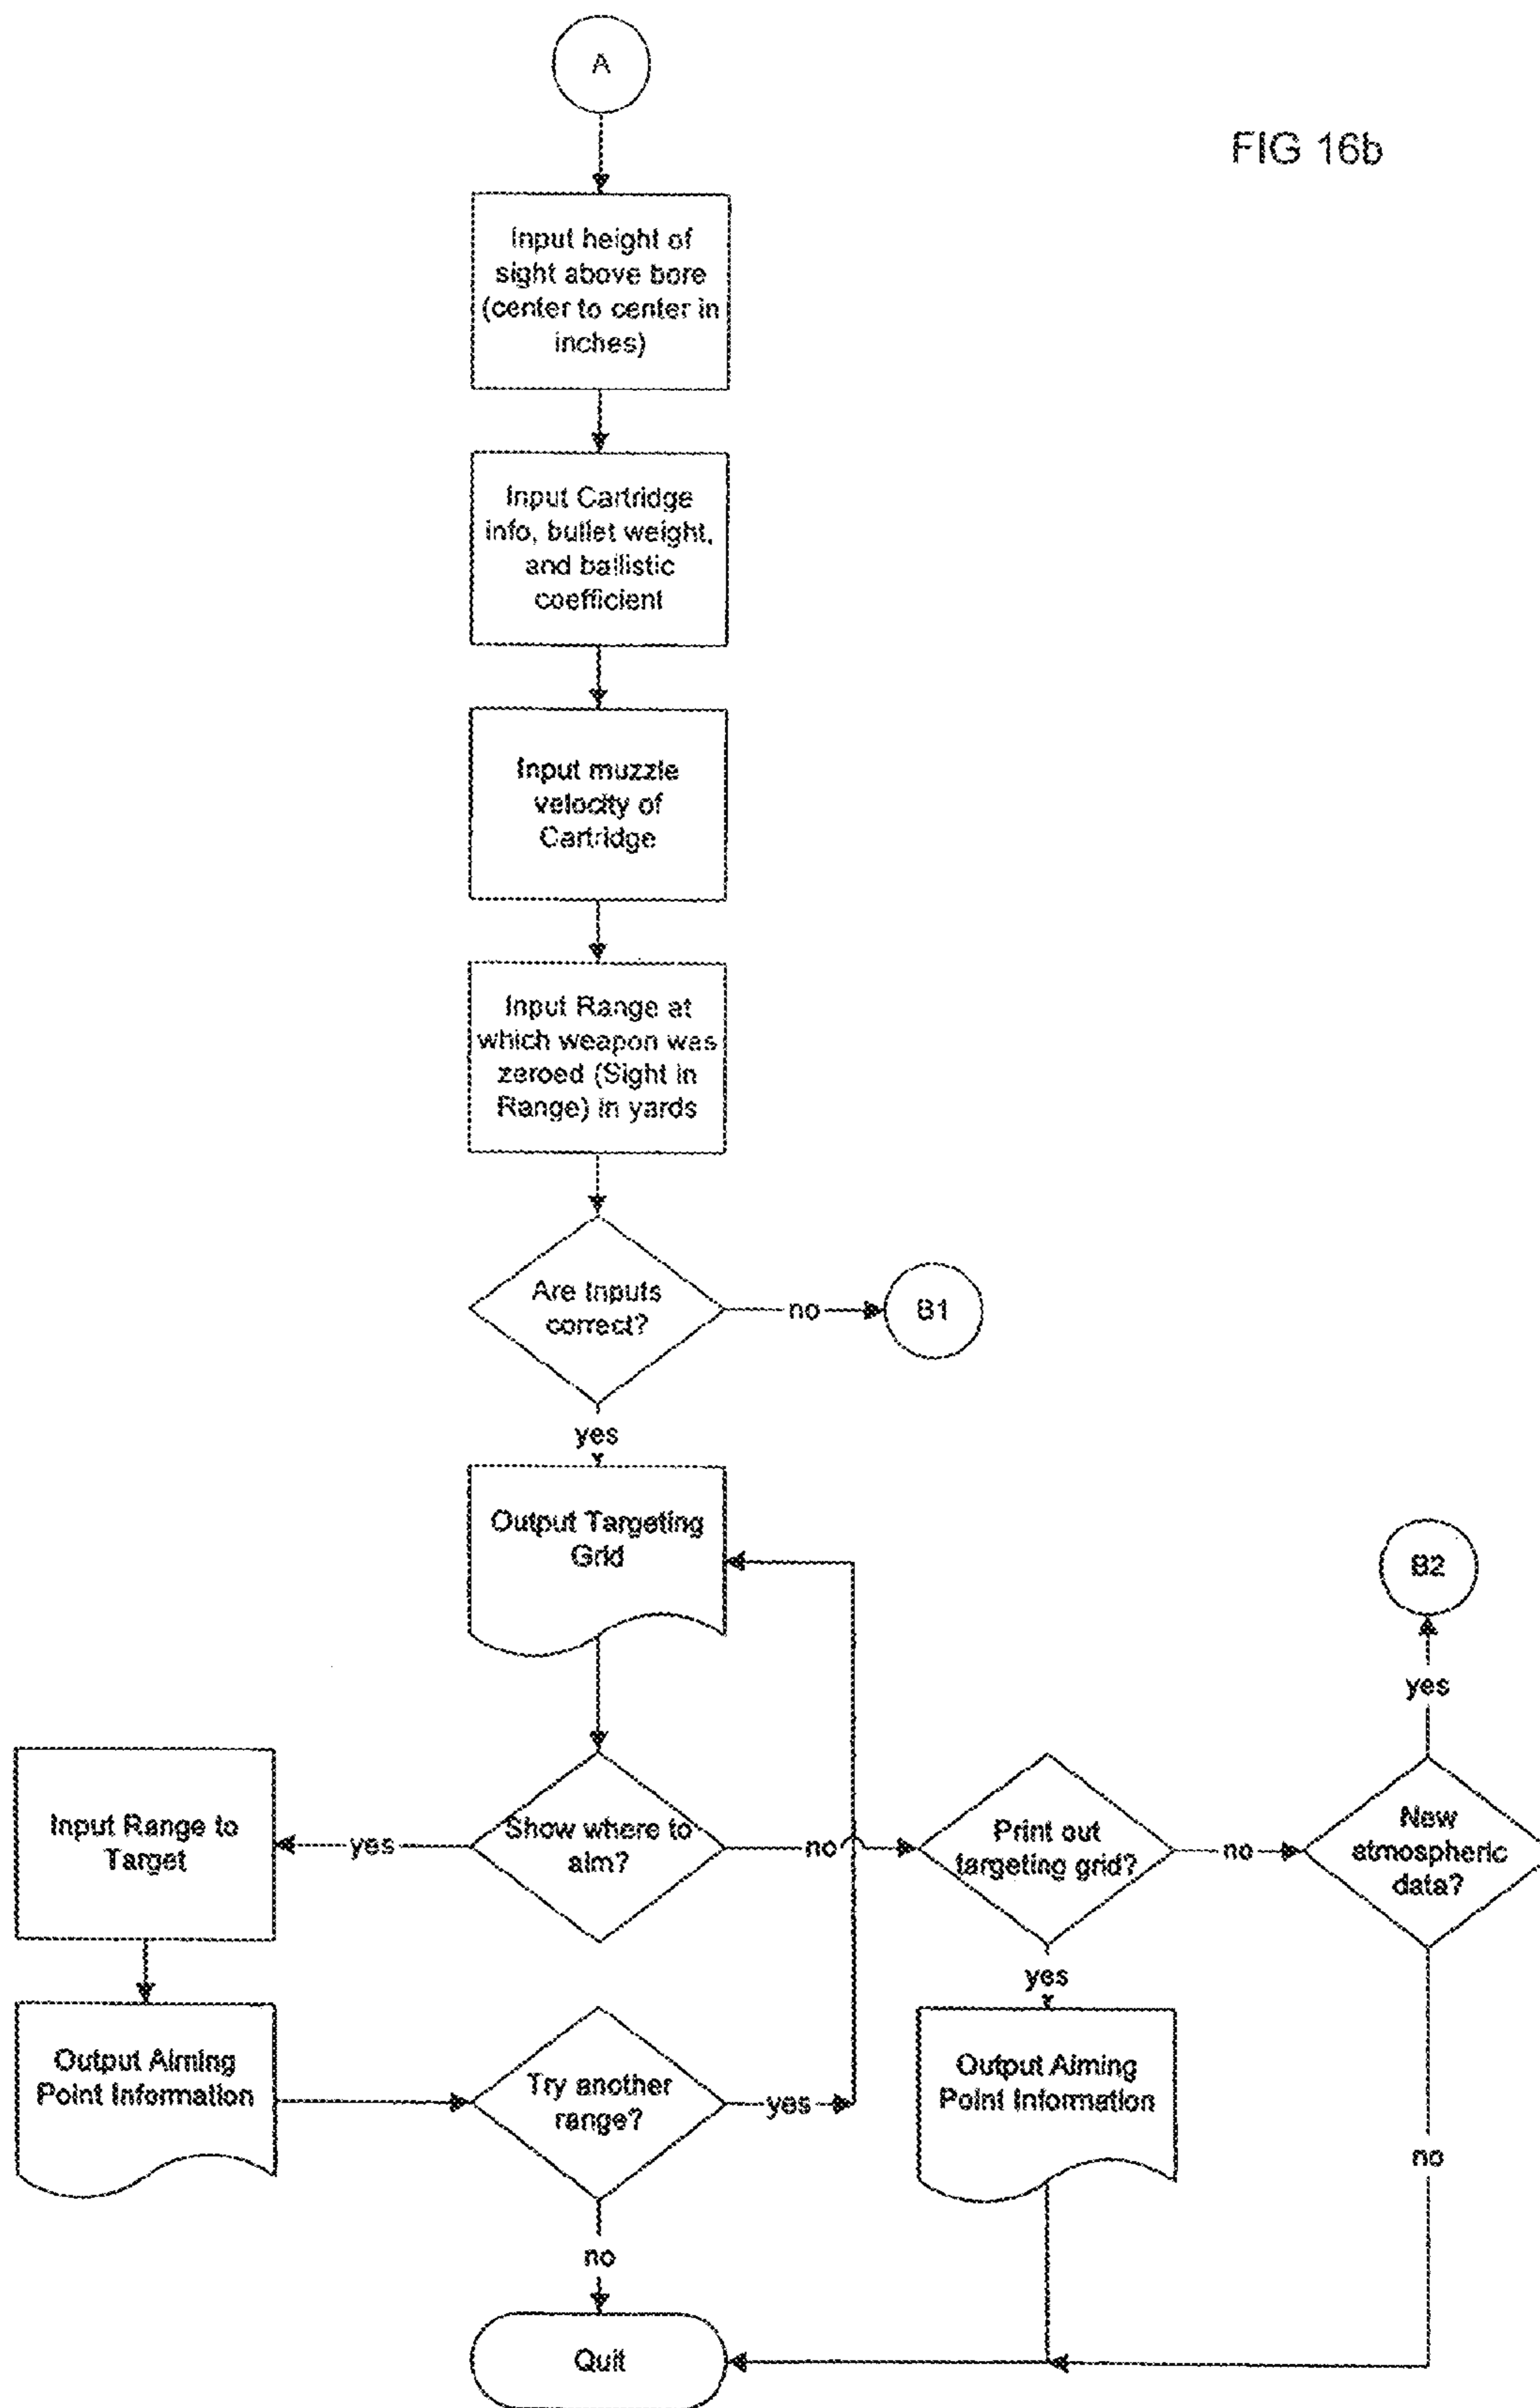 A
FIG 16b
Input height of
sight above bore
(center to center in
inches)
Input Cartridge
info, bullet weight,
and ballistic
coefficient
Input muzzle
velocity of
Cartridge
Input Range at
which weapon was
zeroed (Sight in
Range) in yards
Are Inputs
correct?
no
B1
yes
Output Targeting
Grid
B2
yes
Input Range to
Target
yes
Show where to
aim?
no
Print out
targeting grid?
no
New
atmospheric
data?
yes
Output Aiming
Point Information
Try another
range?
yes
Output Aiming
Point Information
no
no
Quit